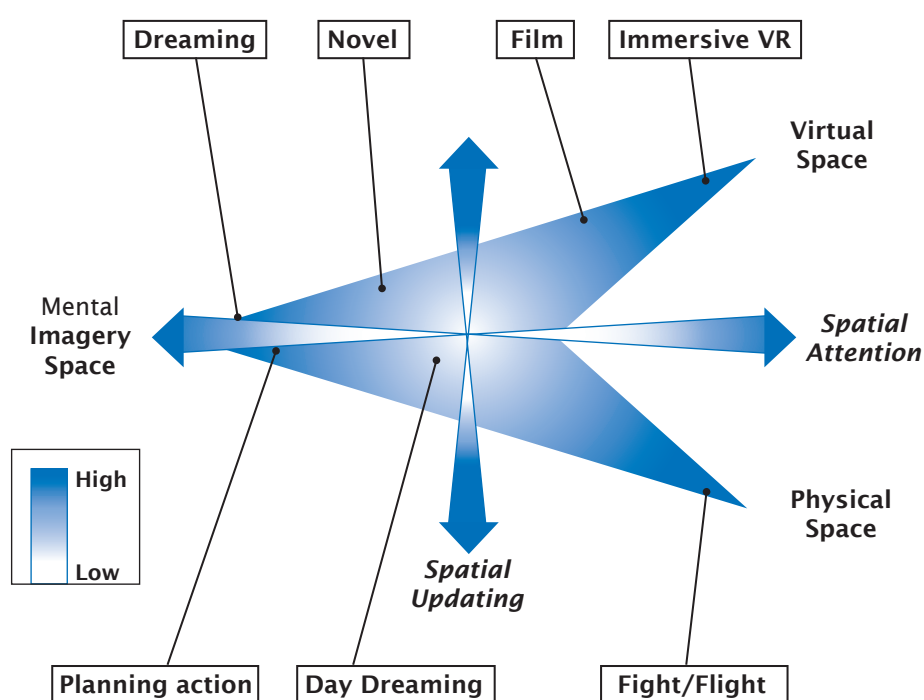 Dreaming
Novel
Film
Immersive VR
Virtual
Space
Mental
Imagery
Space
Spatial
Attention
High
Low
Physical
Space
Spatial
Updating
Planning action
Day Dreaming
Fight/Flight